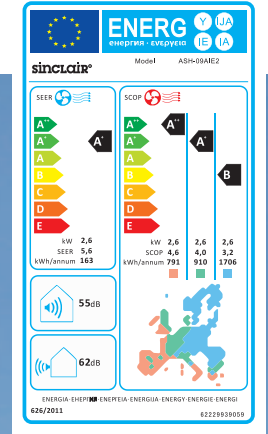 ENERG Y IJA
енергия · ενεργεια IE IA
Model ASH-09AIE2
sinclair®
SEER SCOP
A++ A++ A++
A+ A+ A+ A+
A A
B B B
C C
D D
E E
kW 2,6 kW 2,6 2,6 2,6
SEER 5,6 SCOP 4,6 4,0 3,2
kWh/annum 163 kWh/annum 791 910 1706
55dB
62dB
ENERGIA·ЕНЕРГИЯ·ΕΝΕΡΓΕΙΑ·ENERGIJA·ENERGY·ENERGIE·ENERGI
626/2011
62229939059